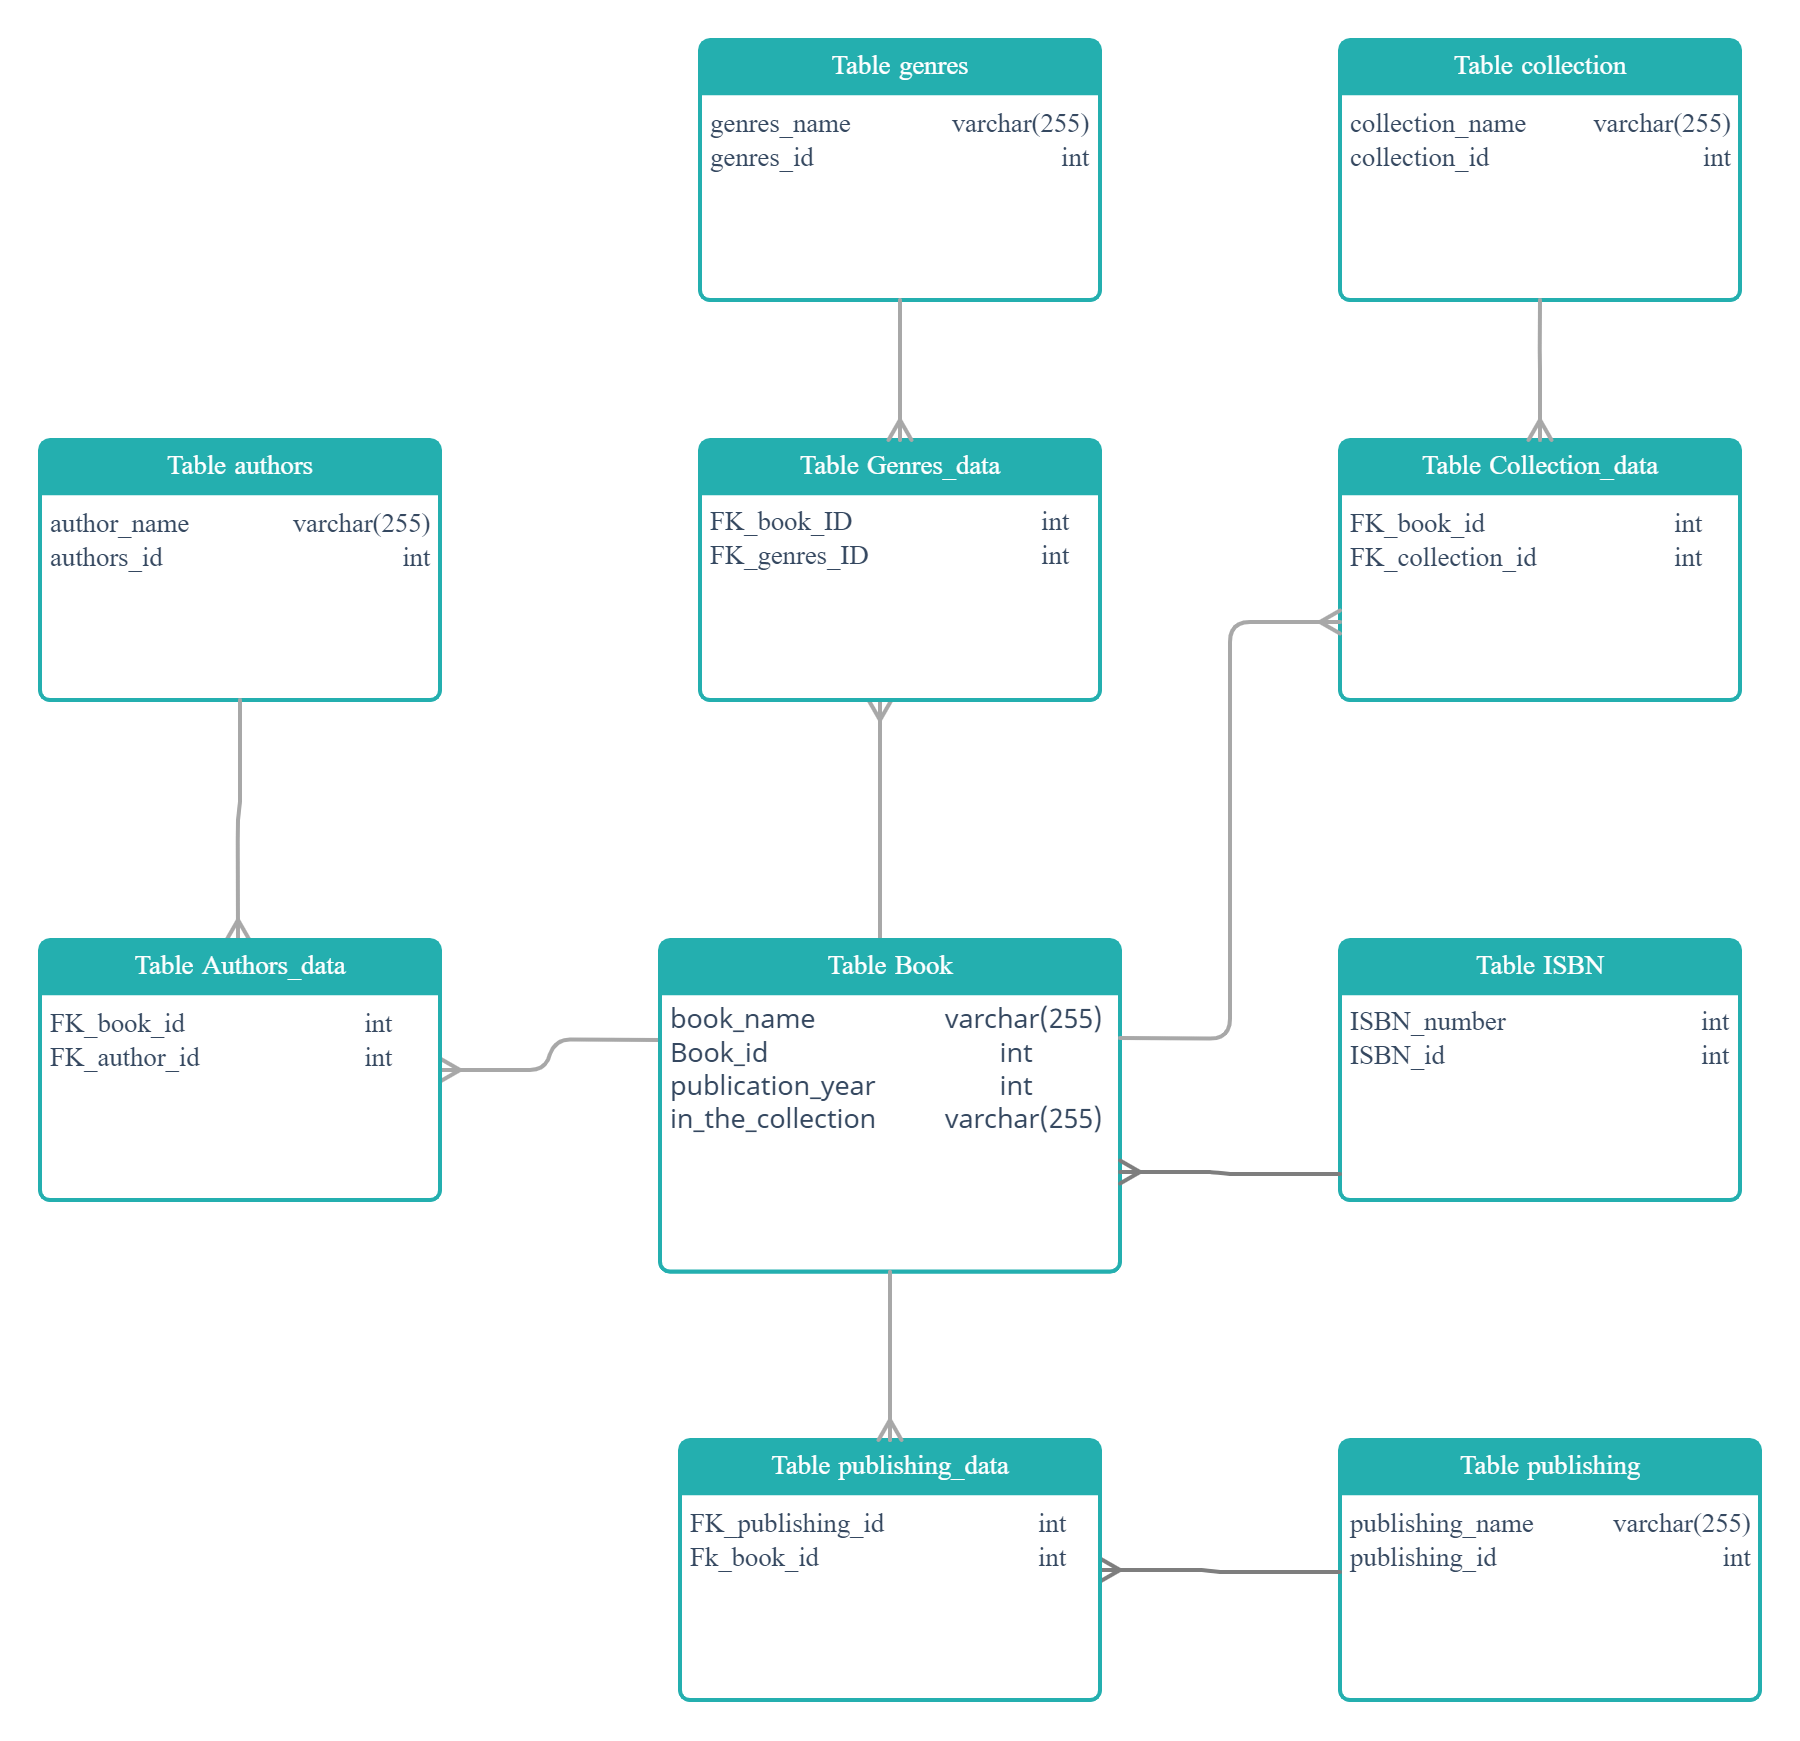 Table genres
genres_name varchar(255)
genres_id int
Table collection
collection_name varchar(255)
collection_id int
Table authors
author_name varchar(255)
authors_id int
Table Genres_data
FK_book_ID int
FK_genres_ID int
Table Collection_data
FK_book_id int
FK_collection_id int
Table Authors_data
FK_book_id int
FK_author_id int
Table Book
book_name varchar(255)
Book_id int
publication_year int
in_the_collection varchar(255)
Table ISBN
ISBN_number int
ISBN_id int
Table publishing_data
FK_publishing_id int
Fk_book_id int
Table publishing
publishing_name varchar(255)
publishing_id int